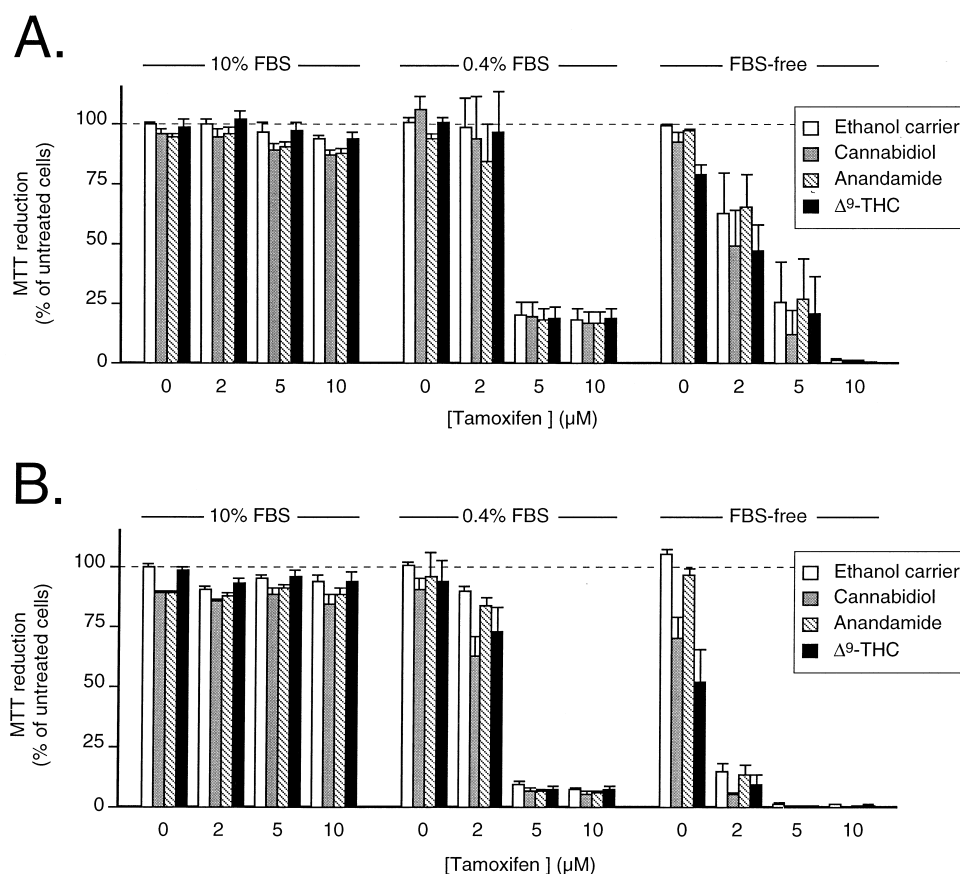 A.
10% FBS 0.4% FBS FBS-free
100
75
50
25
0
MTT reduction
(% of untreated cells)
Ethanol carrier
Cannabidiol
Anandamide
Δ9-THC
0 2 5 10 0 2 5 10 0 2 5 10
[Tamoxifen ] (µM)
B.
10% FBS 0.4% FBS FBS-free
100
75
50
25
0
MTT reduction
(% of untreated cells)
Ethanol carrier
Cannabidiol
Anandamide
Δ9-THC
0 2 5 10 0 2 5 10 0 2 5 10
[Tamoxifen ] (µM)